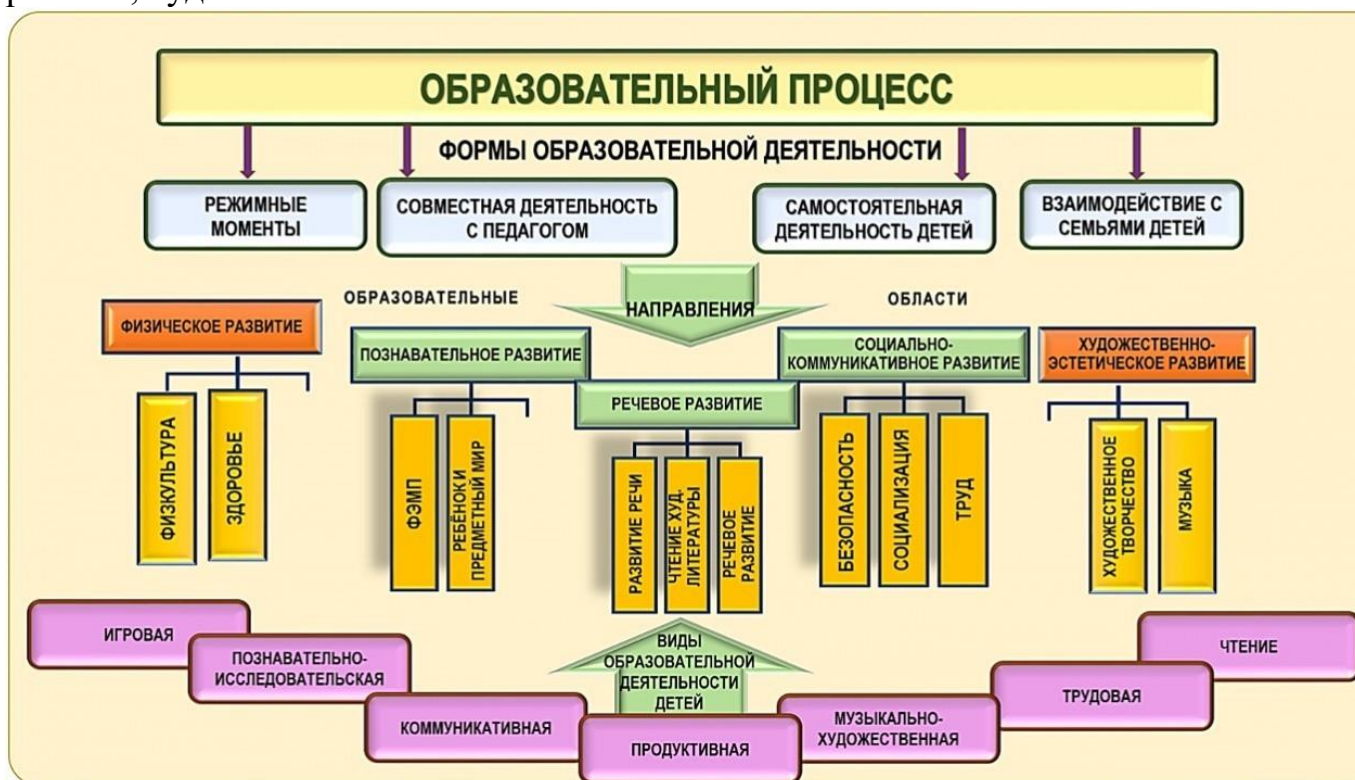 ОБРАЗОВАТЕЛЬНЫЙ ПРОЦЕСС
ФОРМЫ ОБРАЗОВАТЕЛЬНОЙ ДЕЯТЕЛЬНОСТИ
РЕЖИМНЫЕ
МОМЕНТЫ
СОВМЕСТНАЯ ДЕЯТЕЛЬНОСТЬ
С ПЕДАГОГОМ
САМОСТОЯТЕЛЬНАЯ
ДЕЯТЕЛЬНОСТЬ ДЕТЕЙ
ВЗАИМОДЕЙСТВИЕ С
СЕМЬЯМИ ДЕТЕЙ
ОБРАЗОВАТЕЛЬНЫЕ
ОБЛАСТИ
НАПРАВЛЕНИЯ
ФИЗИЧЕСКОЕ РАЗВИТИЕ
ФИЗКУЛЬТУРА
ЗДОРОВЬЕ
ПОЗНАВАТЕЛЬНОЕ РАЗВИТИЕ
ФЭМП
РЕБЁНОК И
ПРЕДМЕТНЫЙ МИР
РЕЧЕВОЕ РАЗВИТИЕ
РАЗВИТИЕ РЕЧИ
ЧТЕНИЕ ХУД.
ЛИТЕРАТУРЫ
РЕЧЕВОЕ
РАЗВИТИЕ
СОЦИАЛЬНО-
КОММУНИКАТИВНОЕ РАЗВИТИЕ
БЕЗОПАСНОСТЬ
СОЦИАЛИЗАЦИЯ
ТРУД
ХУДОЖЕСТВЕННО-
ЭСТЕТИЧЕСКОЕ РАЗВИТИЕ
ХУДОЖЕСТВЕННОЕ
ТВОРЧЕСТВО
МУЗЫКА
ВИДЫ
ОБРАЗОВАТЕЛЬНОЙ
ДЕЯТЕЛЬНОСТИ
ДЕТЕЙ
ИГРОВАЯ
ПОЗНАВАТЕЛЬНО-
ИССЛЕДОВАТЕЛЬСКАЯ
КОММУНИКАТИВНАЯ
ПРОДУКТИВНАЯ
МУЗЫКАЛЬНО-
ХУДОЖЕСТВЕННАЯ
ТРУДОВАЯ
ЧТЕНИЕ